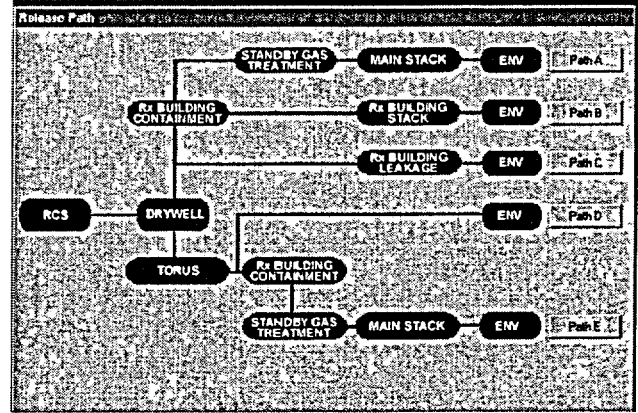 Release Path
STANDBY GAS
TREATMENT
MAIN STACK
ENV
Path A
Rx BUILDING
CONTAINMENT
Rx BUILDING
STACK
ENV
Path B
Rx BUILDING
LEAKAGE
ENV
Path C
RCS
DRYWELL
ENV
Path D
TORUS
Rx BUILDING
CONTAINMENT
STANDBY GAS
TREATMENT
MAIN STACK
ENV
Path E